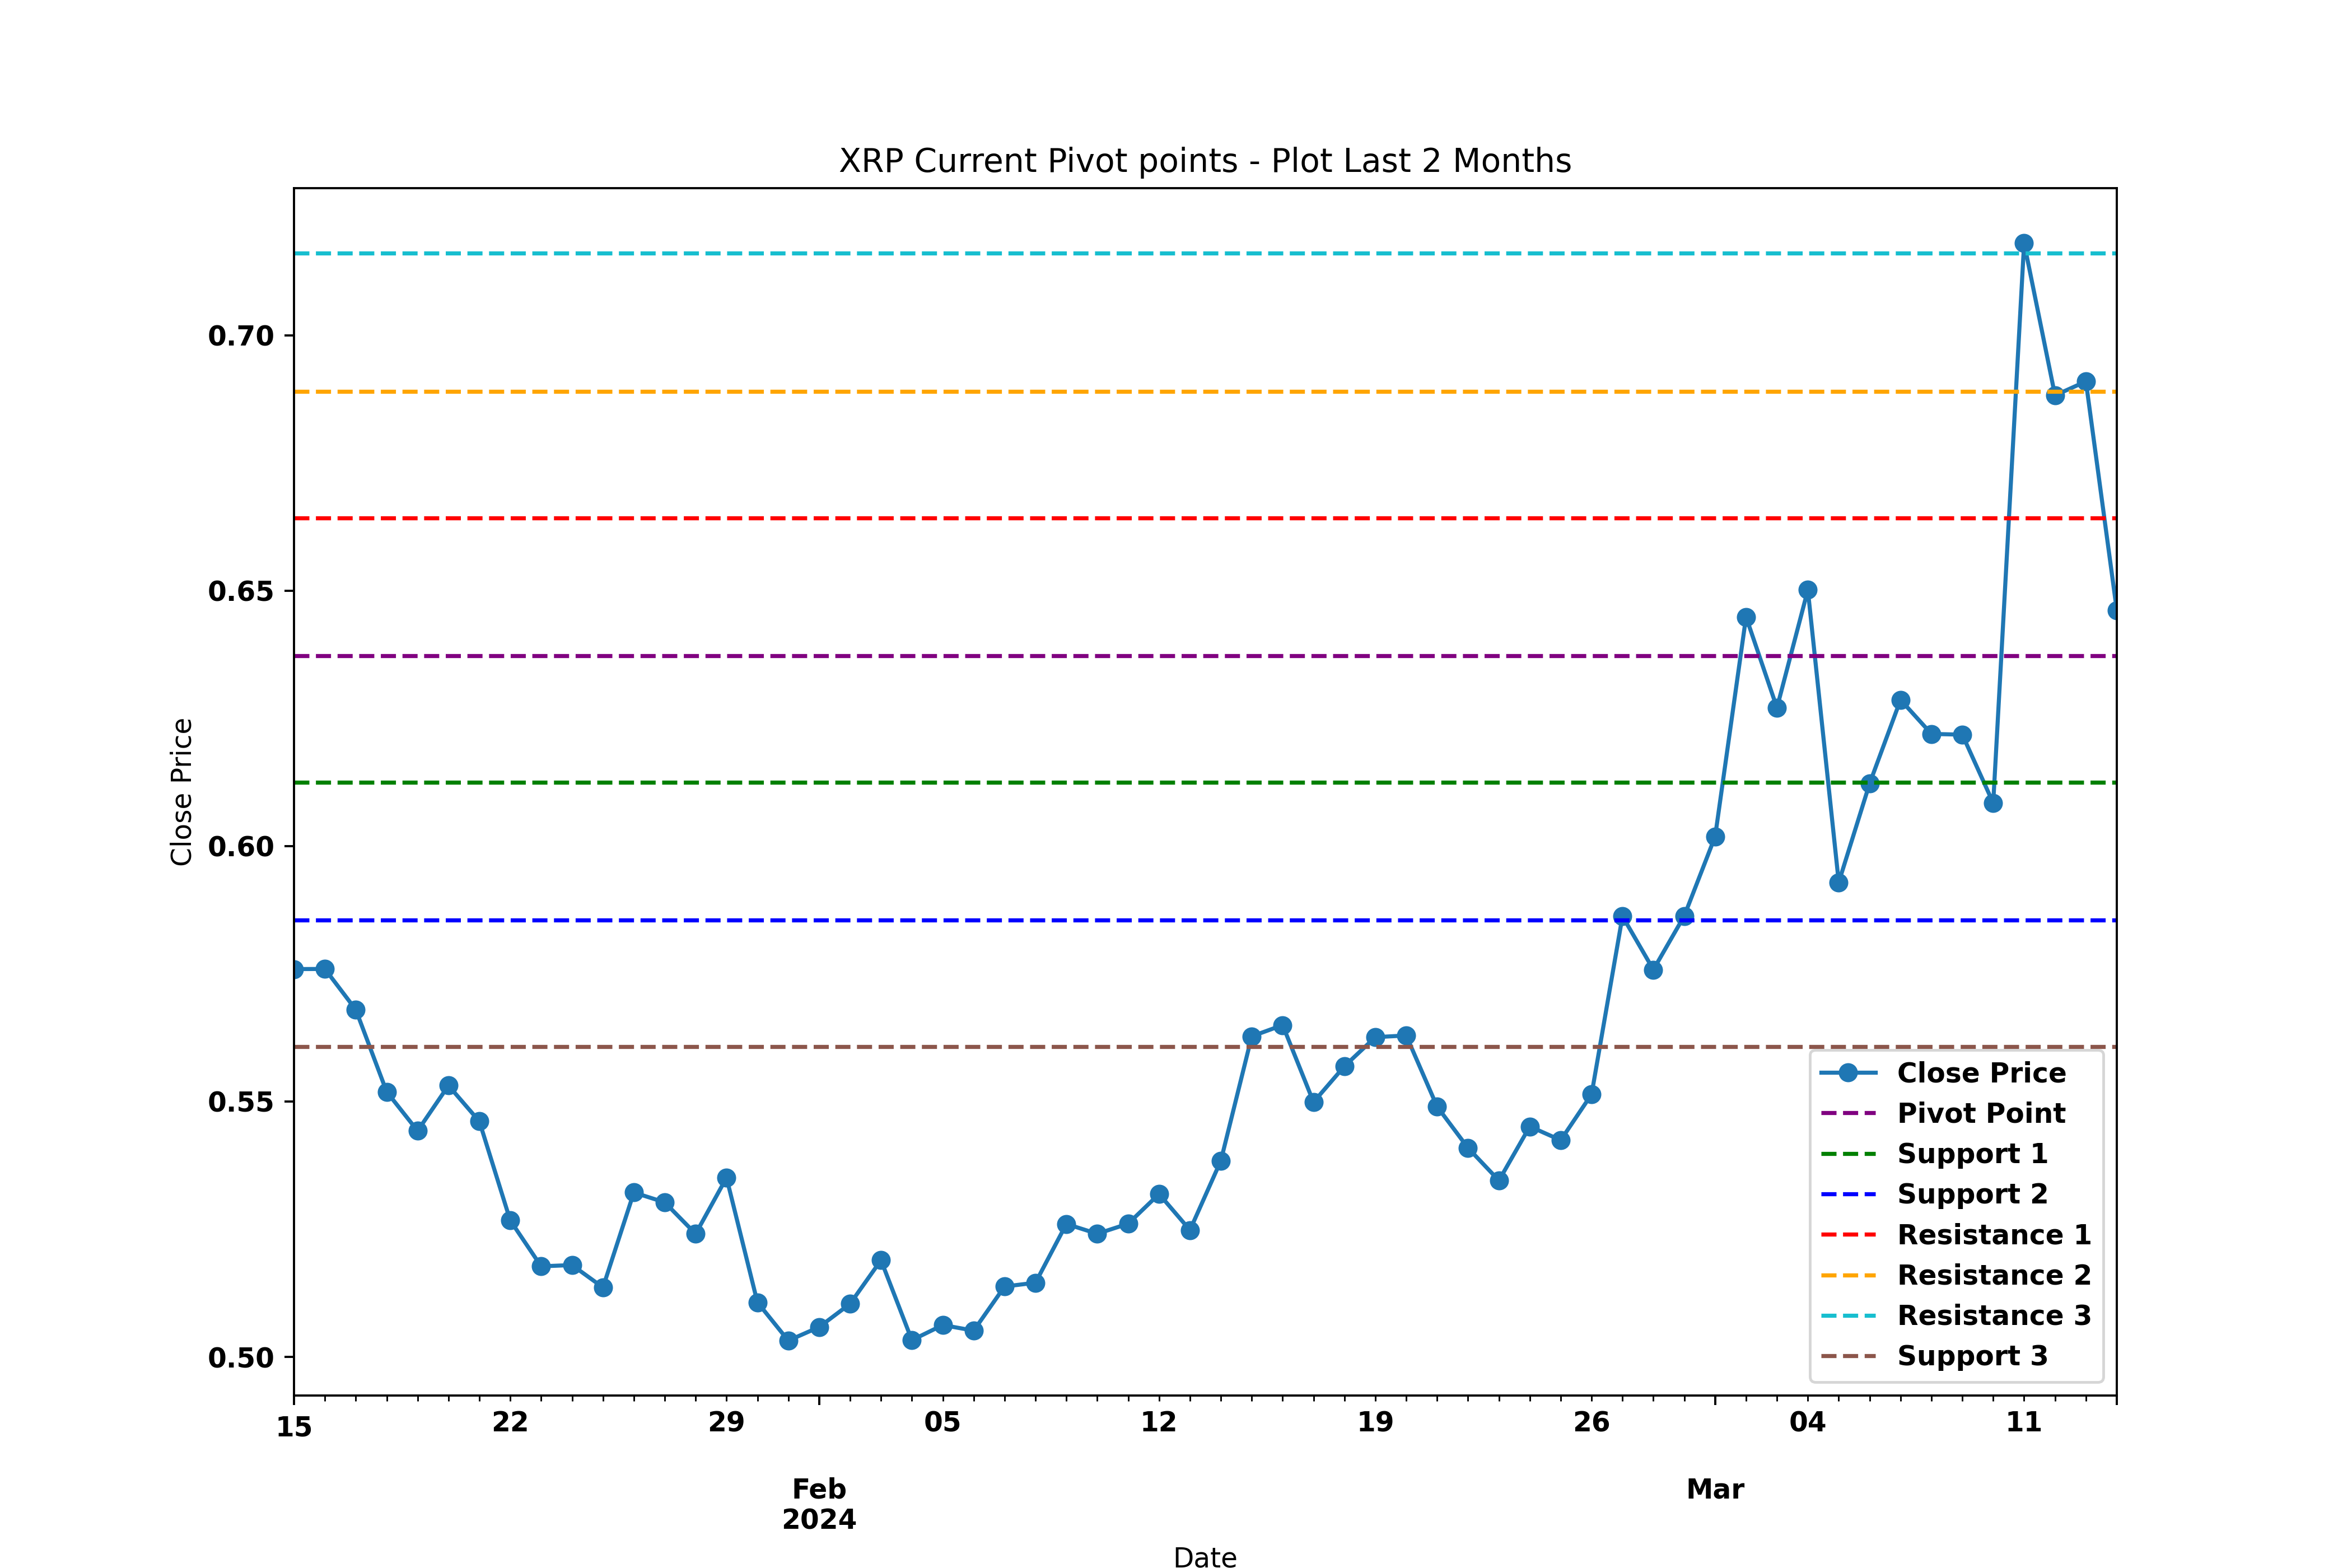 XRP Current Pivot points - Plot Last 2 Months
Close Price
0.70
0.65
0.60
0.55
0.50
Close Price
Pivot Point
Support 1
Support 2
Resistance 1
Resistance 2
Resistance 3
Support 3
15 22 29 05 12 19 26 04 11
Feb Mar
2024
Date